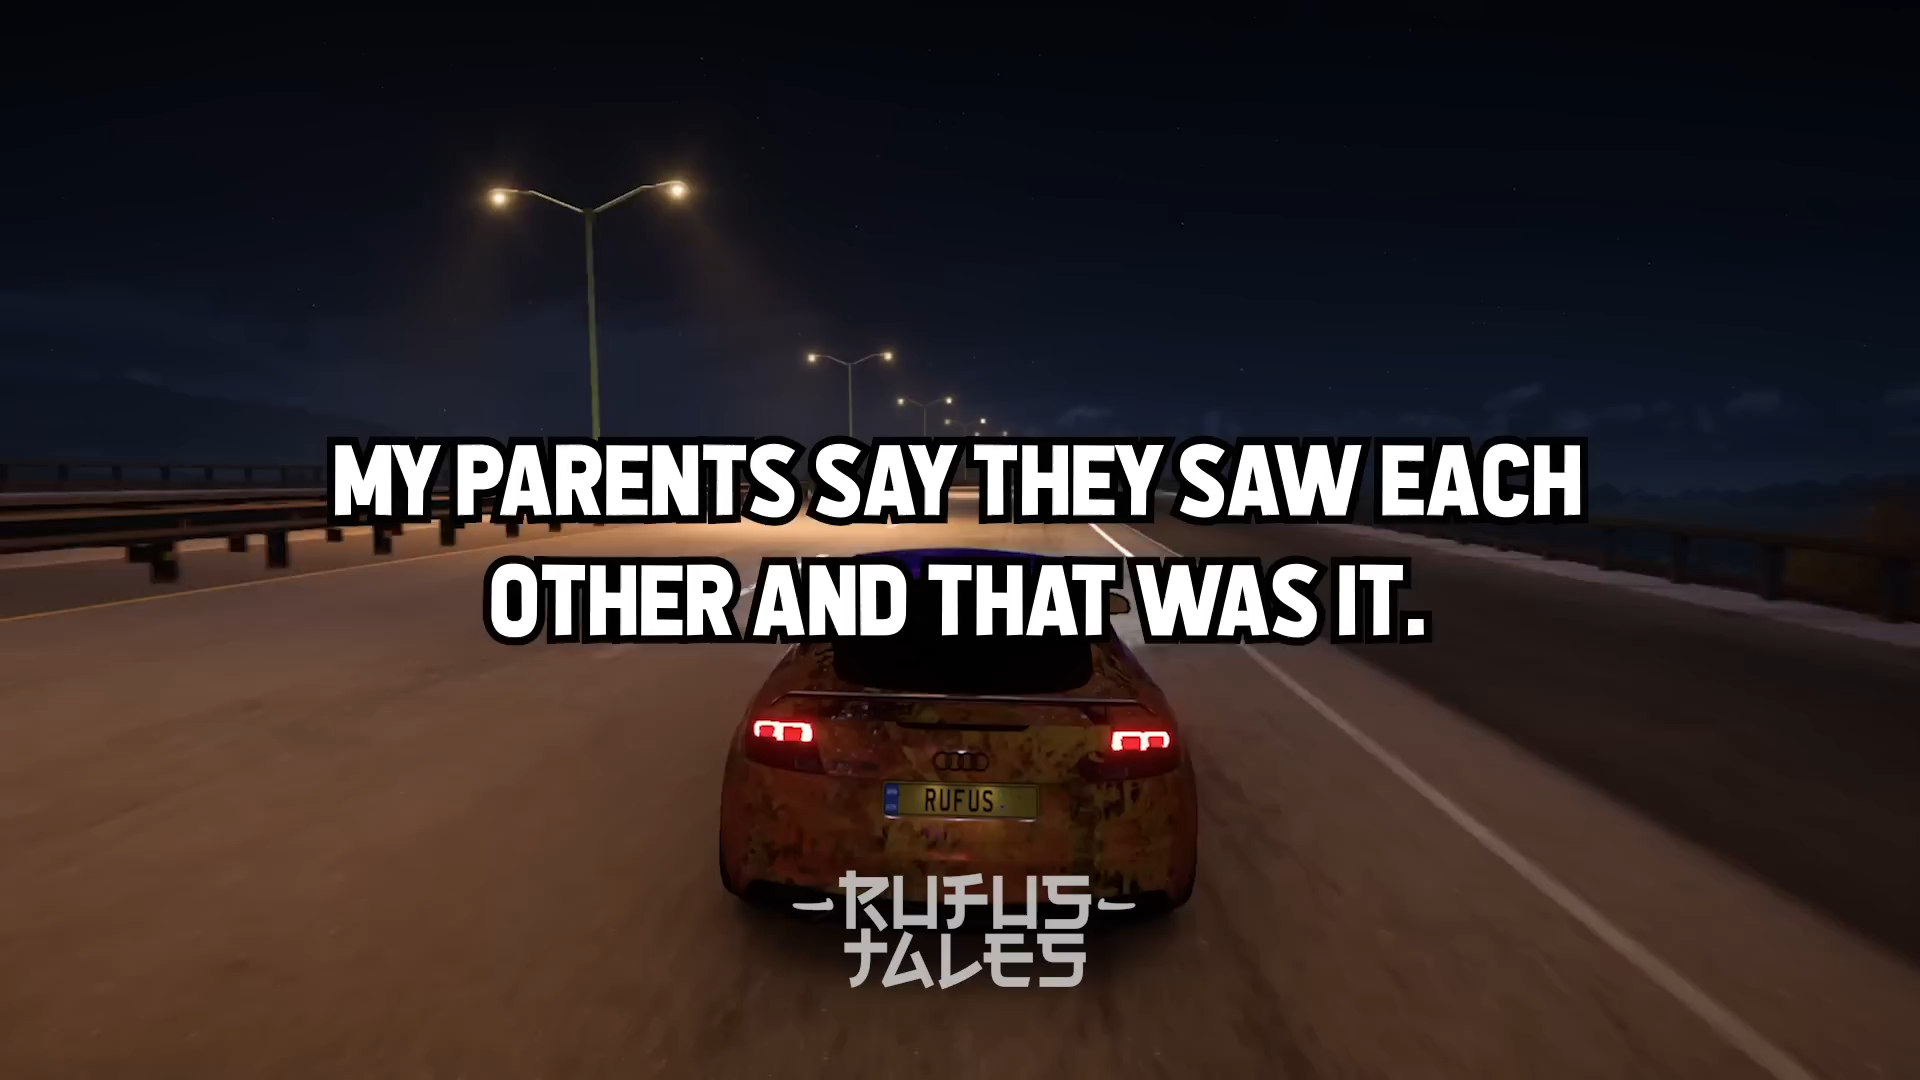 MY PARENTS SAY THEY SAW EACH
OTHER AND THAT WAS IT.
RUFUS
-RUFUS-
TALES